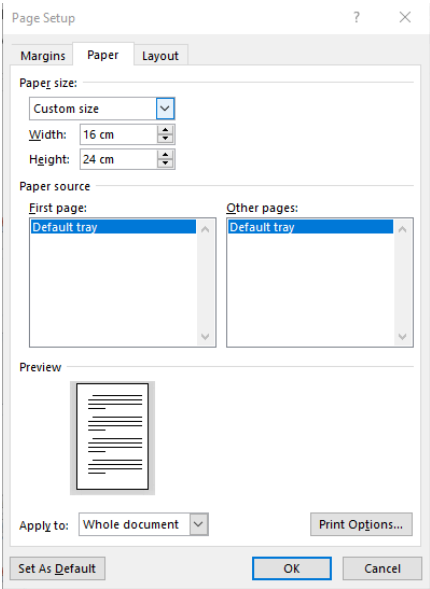 Page Setup ?
Margins Paper Layout
Paper size:
Custom size
Width: 16 cm
Height: 24 cm
Paper source
First page: Other pages:
Default tray Default tray
Preview
Apply to: Whole document Print Options...
Set As Default OK Cancel